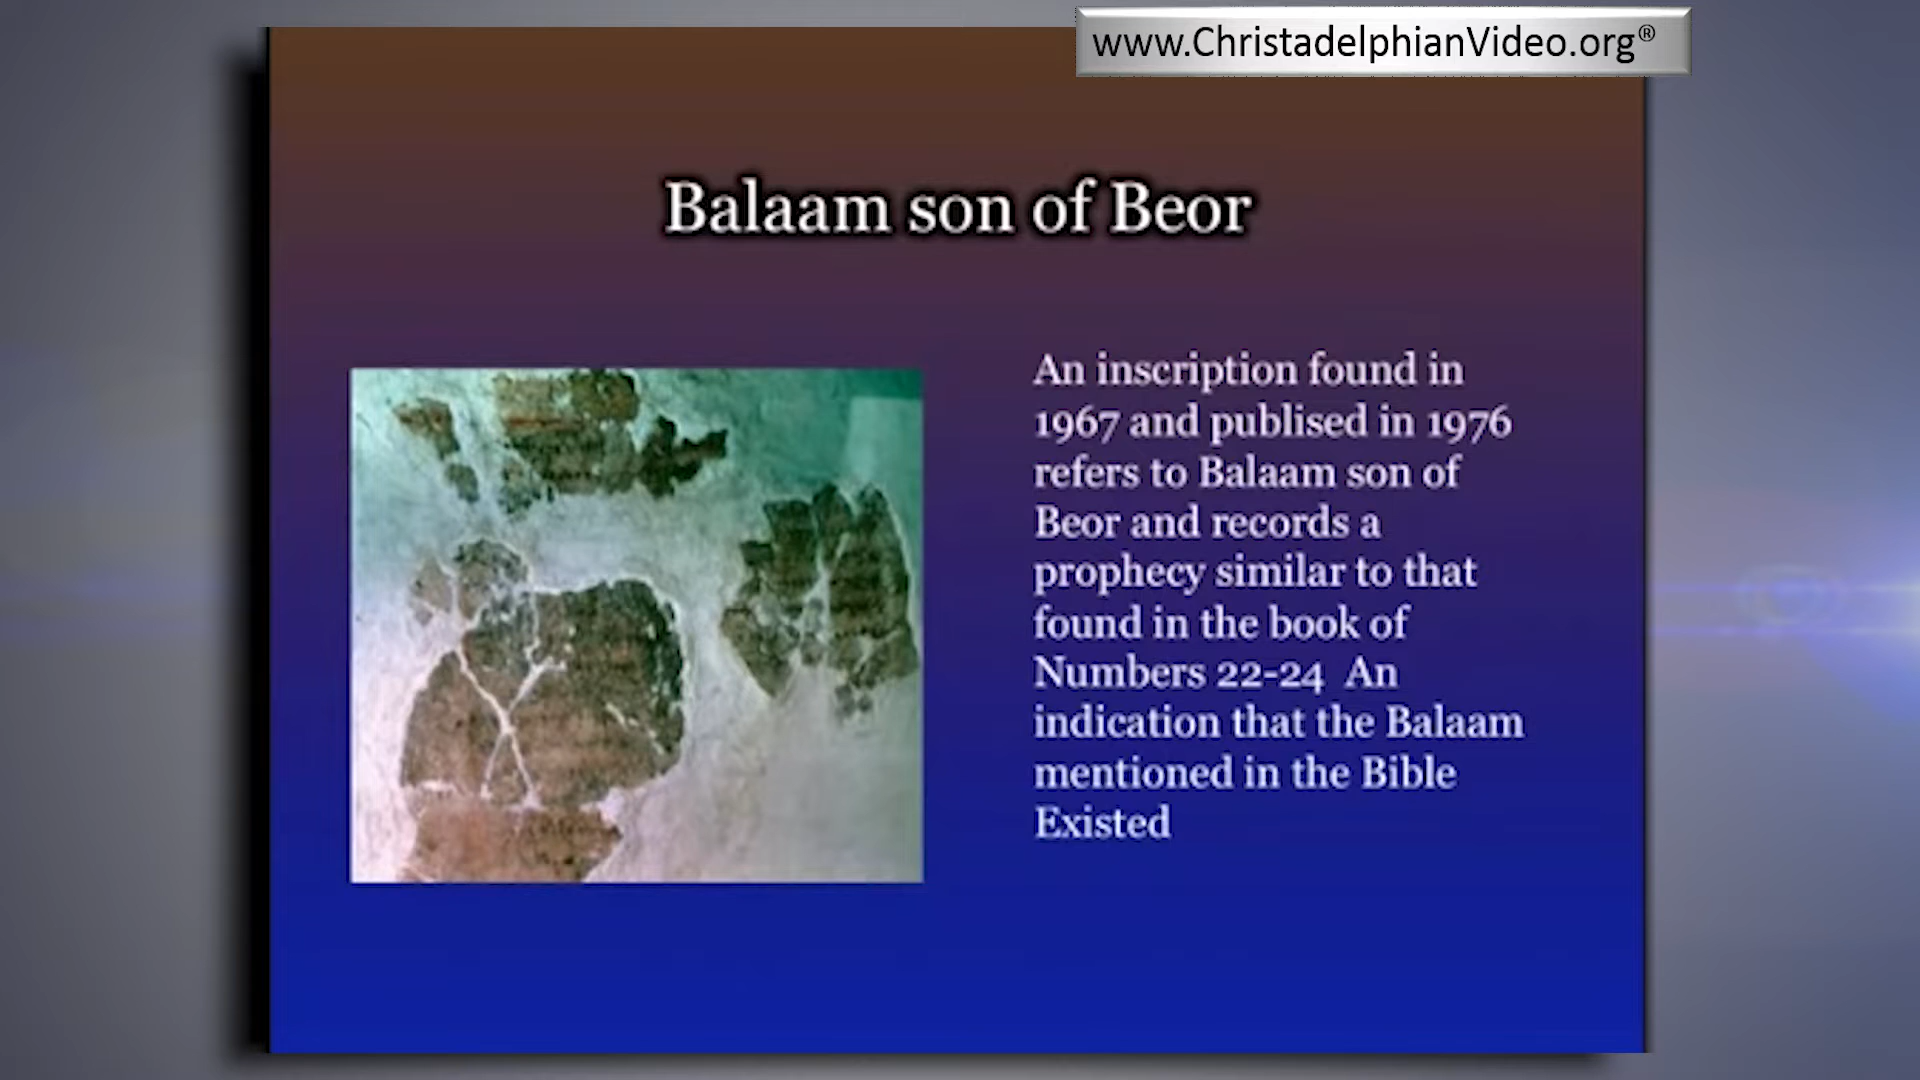 www.ChristadelphianVideo.org®
Balaam son of Beor
An inscription found in
1967 and publised in 1976
refers to Balaam son of
Beor and records a
prophecy similar to that
found in the book of
Numbers 22-24 An
indication that the Balaam
mentioned in the Bible
Existed